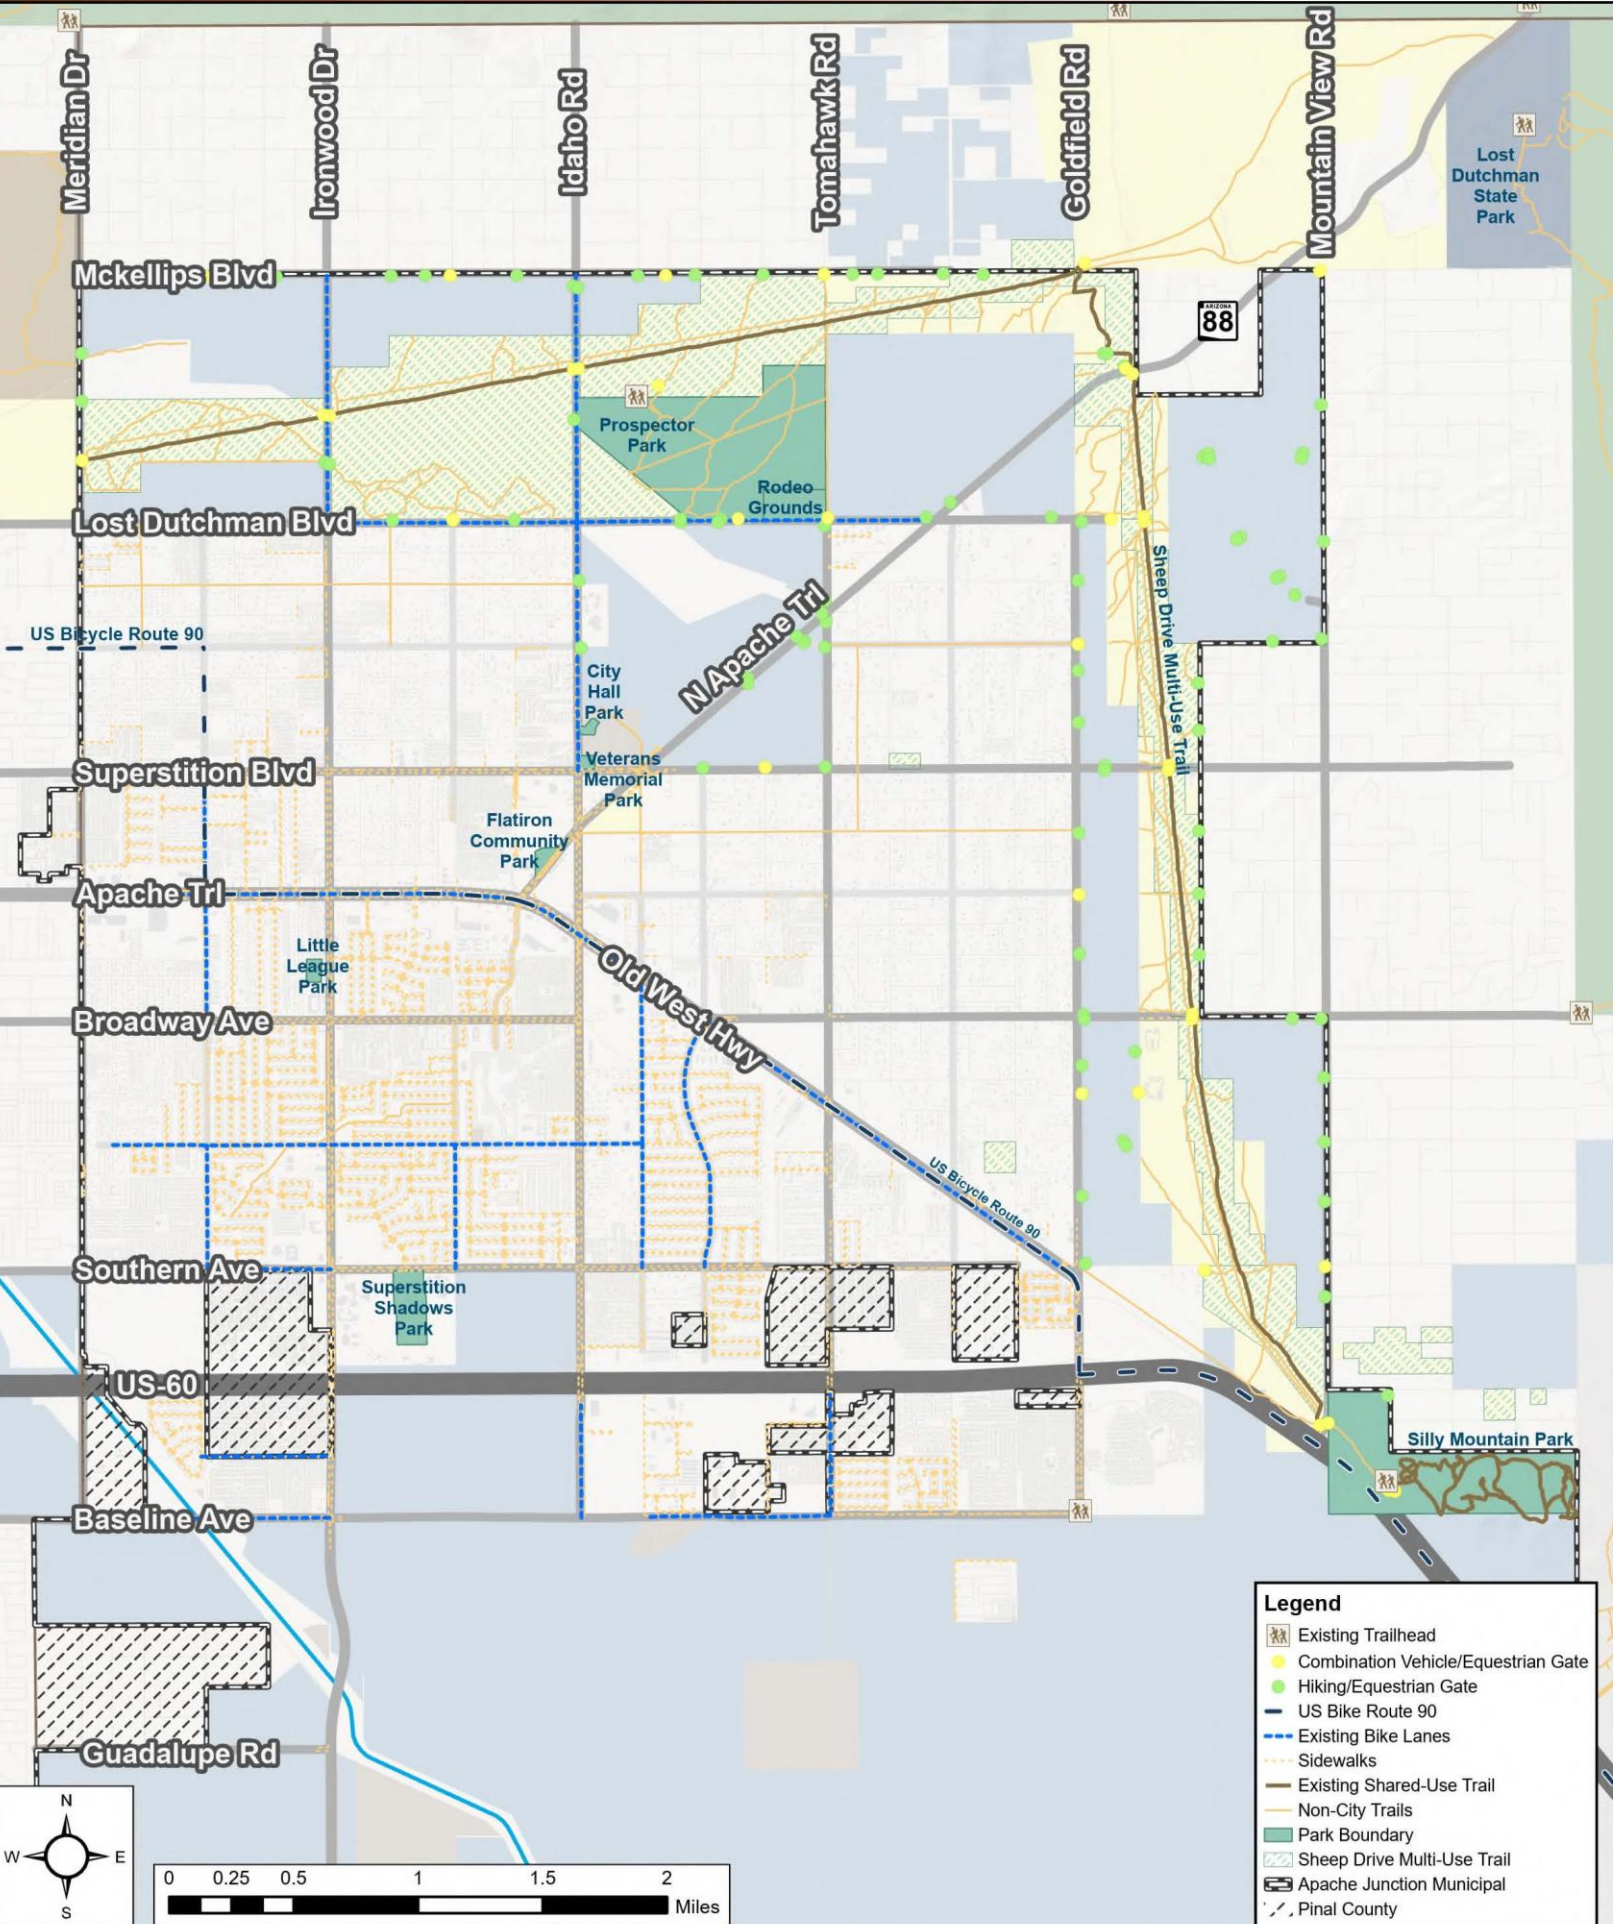 Meridian Dr
Ironwood Dr
Idaho Rd
Tomahawk Rd
Goldfield Rd
Mountain View Rd
Lost
Dutchman
State
Park
Mckellips Blvd
ARIZONA
88
Prospector
Park
Rodeo
Grounds
Lost Dutchman Blvd
Sheep Drive Multi-Use Trail
N Apache Trl
US Bicycle Route 90
City
Hall
Park
Superstition Blvd
Veterans
Memorial
Park
Flatiron
Community
Park
Apache Trl
Little
League
Park
Old West Hwy
Broadway Ave
US Bicycle Route 90
Southern Ave
Superstition
Shadows
Park
US-60
Silly Mountain Park
Baseline Ave
Guadalupe Rd
Legend
Existing Trailhead
Combination Vehicle/Equestrian Gate
Hiking/Equestrian Gate
US Bike Route 90
Existing Bike Lanes
Sidewalks
Existing Shared-Use Trail
Non-City Trails
Park Boundary
Sheep Drive Multi-Use Trail
Apache Junction Municipal
Pinal County
N
W E
S
0 0.25 0.5 1 1.5 2
Miles